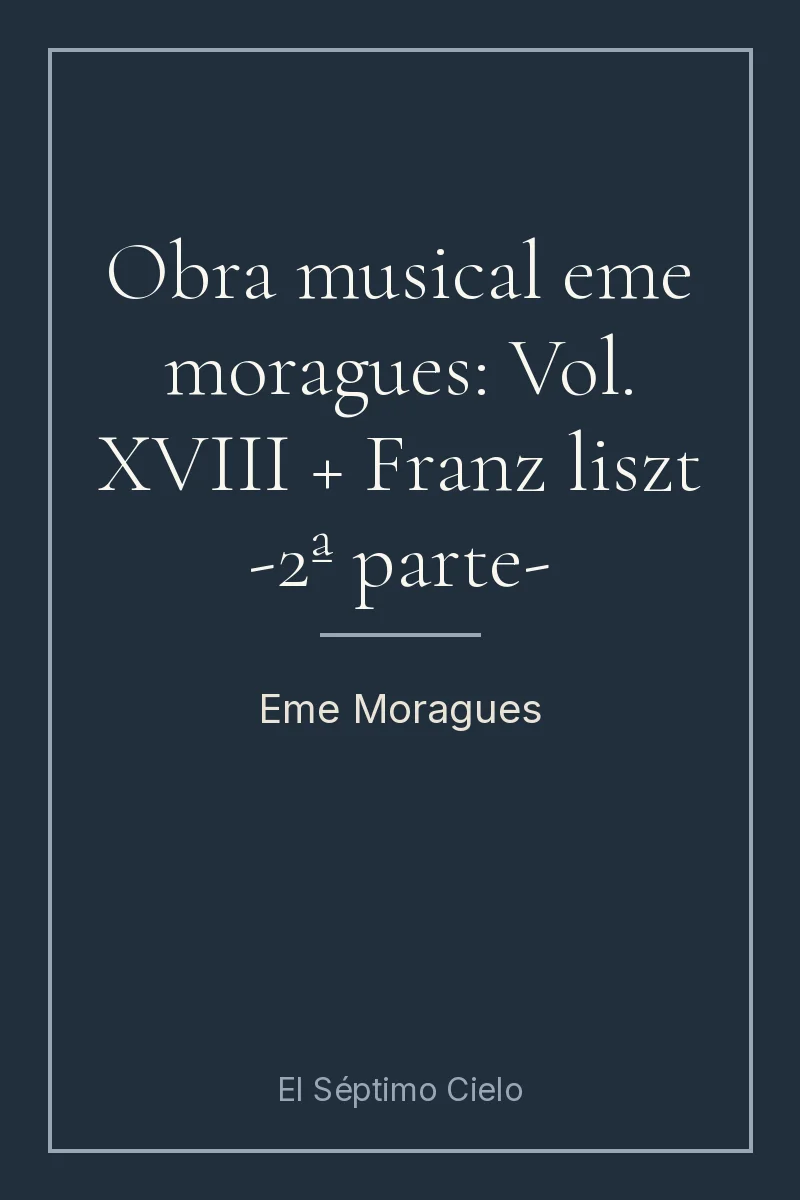 Obra musical eme
moragues: Vol.
XVIII + Franz liszt
-2ª parte-
Eme Moragues
El Séptimo Cielo